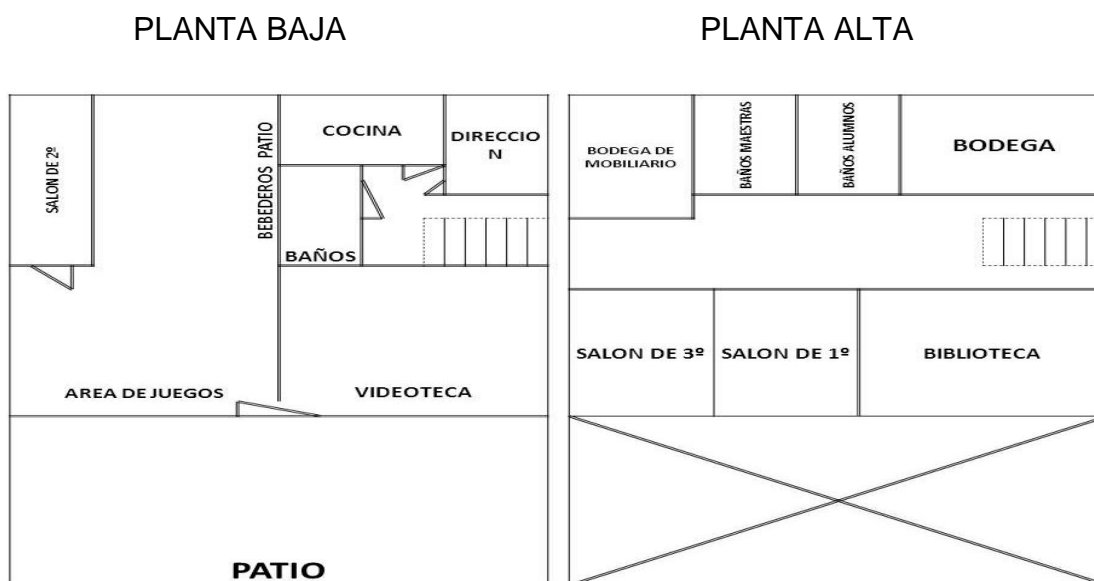 PLANTA BAJA
PLANTA ALTA
SALON DE 2º
BEBEDEROS PATIO
COCINA
DIRECCIO
N
BAÑOS
AREA DE JUEGOS
VIDEOTECA
PATIO
BODEGA DE
MOBILIARIO
BAÑOS MAESTRAS
BAÑOS ALUMNOS
BODEGA
SALON DE 3º
SALON DE 1º
BIBLIOTECA